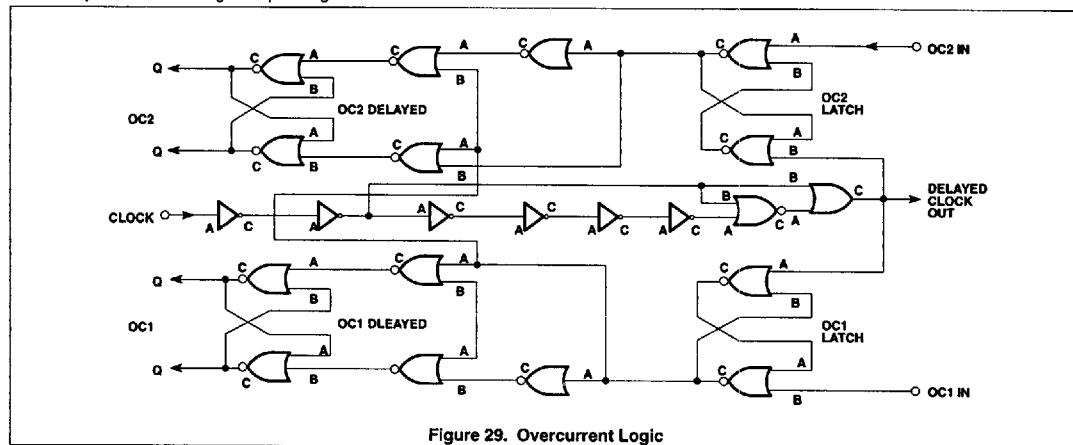 C A C A C A C A OC2 IN
Q B B B
OC2 OC2 DELAYED OC2 LATCH
Q C A B C A B C A B
CLOCK A C A A C A C A C A C B A C B A C DELAYED CLOCK OUT
Q C A B C A B C A B
OC1 OC1 DLEAYED OC1 LATCH
Q C A B C A B C A C A B OC1 IN
Figure 29. Overcurrent Logic